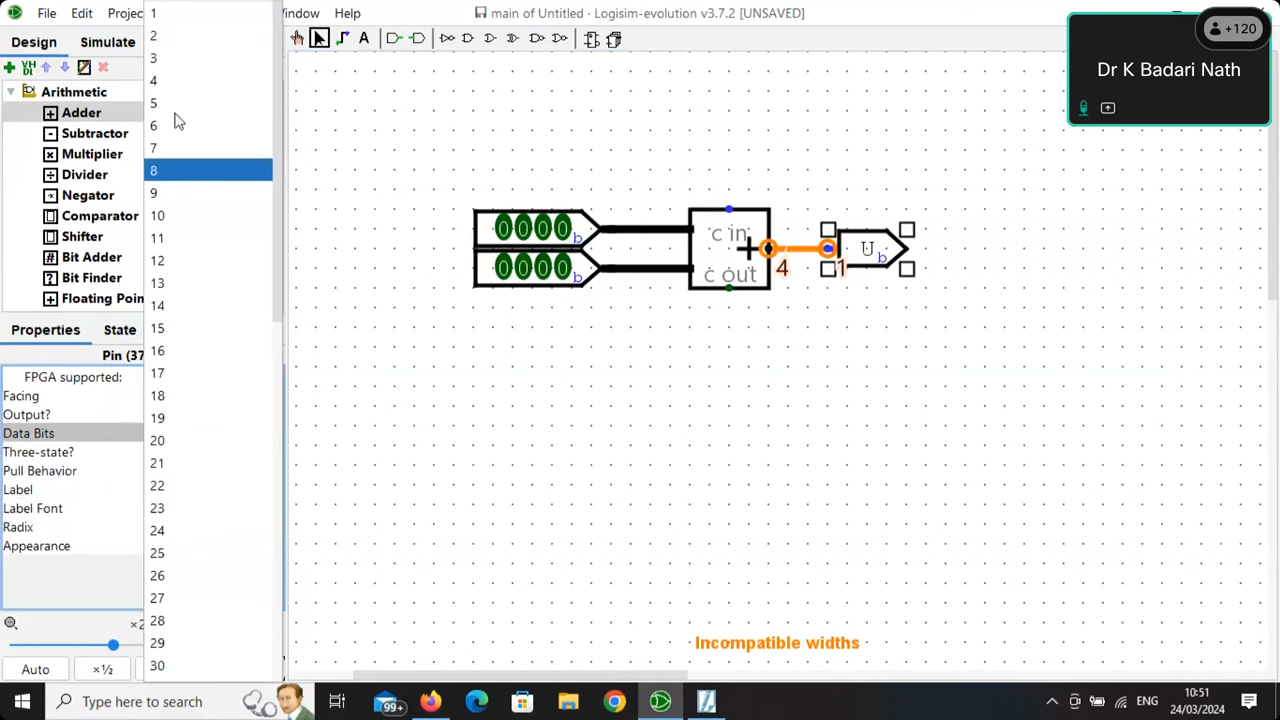 File Edit Projec Window Help main of Untitled · Logisim-evolution v3.7.2 [UNSAVED]
Design Simulate
Arithmetic
Adder
Subtractor
Multiplier
Divider
Negator
Comparator
Shifter
Bit Adder
Bit Finder
Floating Poin
Properties State
Pin (37
FPGA supported:
Facing
Output?
Data Bits
Three-state?
Pull Behavior
Label
Label Font
Radix
Appearance
×2
Auto ×½
1
2
3
4
5
6
7
8
9
10
11
12
13
14
15
16
17
18
19
20
21
22
23
24
25
26
27
28
29
30
0000 b
0000 b
c in
+
c out
4
1
U b
Incompatible widths
+120
Dr K Badari Nath
Type here to search
99+
ENG
10:51
24/03/2024